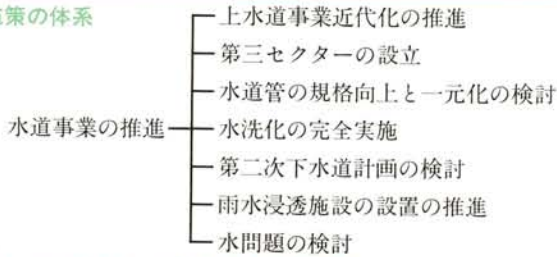 策の体系
上水道事業近代化の推進
第三セクターの設立
水道管の規格向上と一元化の検討
水道事業の推進
水洗化の完全実施
第二次下水道計画の検討
雨水浸透施設の設置の推進
水問題の検討